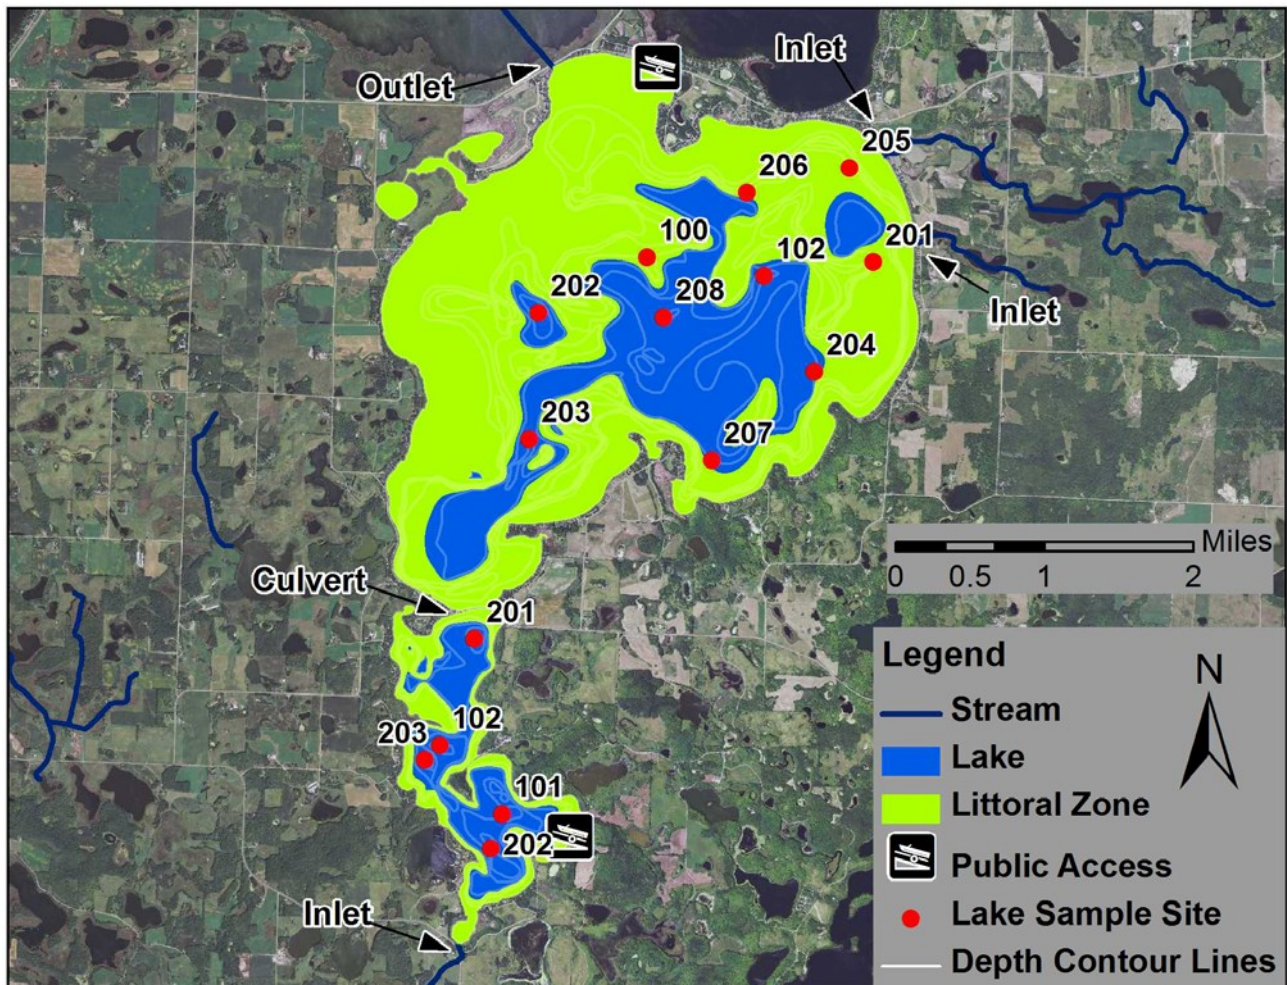 Inlet
Outlet
205
206
100
102
201
202
208
Inlet
204
203
207
Miles
0 0.5 1 2
Culvert
201
Legend
N
Stream
102
203
Lake
101
Littoral Zone
202
Public Access
Inlet
Lake Sample Site
Depth Contour Lines